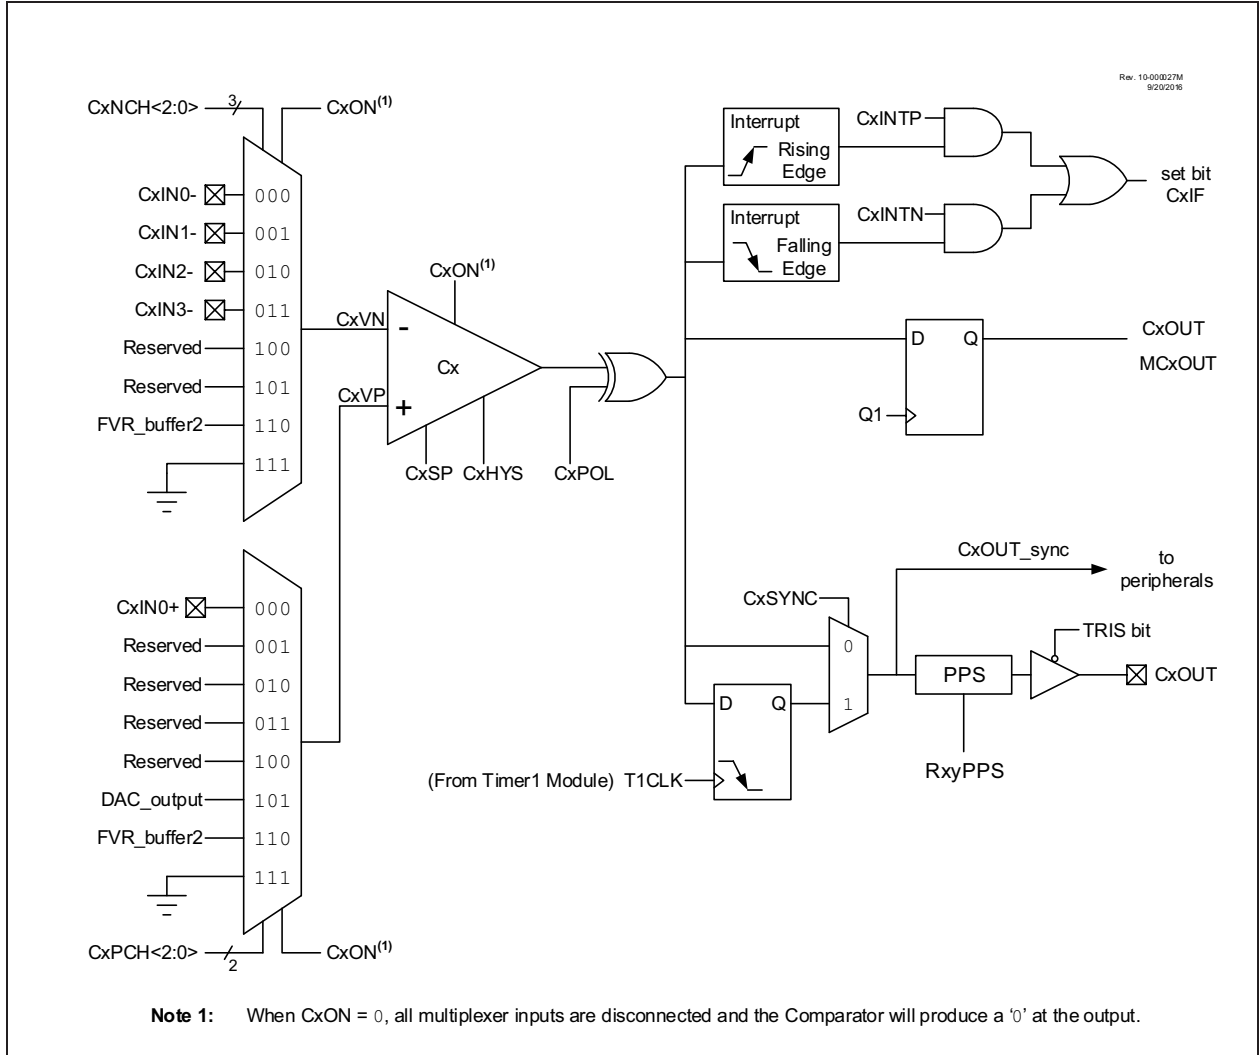 Rev. 10-000027M
9/20/2016
CxNCH<2:0>
3
CxON(1)
CxIN0-
000
CxIN1-
001
CxIN2-
010
CxIN3-
011
Reserved
100
Reserved
101
FVR_buffer2
110
111
CxVN
CxVP
CxON(1)
-
Cx
+
CxSP
CxHYS
CxPOL
Interrupt
Rising
Edge
CxINTP
Interrupt
Falling
Edge
CxINTN
set bit
CxIF
D
Q
Q1
CxOUT
MCxOUT
CxIN0+
000
Reserved
001
Reserved
010
Reserved
011
Reserved
100
DAC_output
101
FVR_buffer2
110
111
CxPCH<2:0>
2
CxON(1)
CxOUT_sync
to
peripherals
CxSYNC
0
1
TRIS bit
PPS
CxOUT
RxyPPS
D
Q
(From Timer1 Module) T1CLK
Note 1: When CxON = 0, all multiplexer inputs are disconnected and the Comparator will produce a '0' at the output.